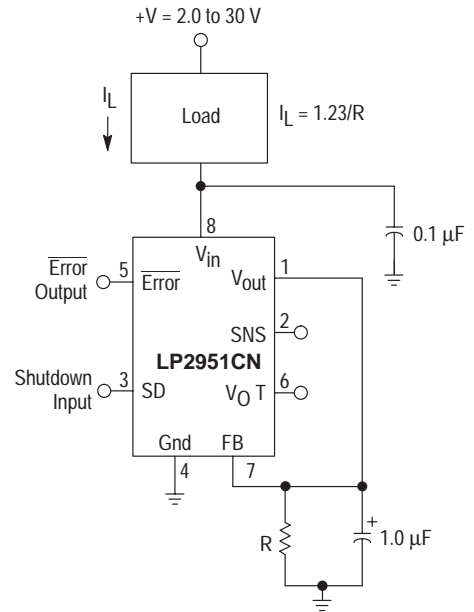 +V = 2.0 to 30 V
I_L
Load
I_L = 1.23/R
0.1 µF
8
V_in
Error
Output
5
Error
V_out
1
SNS
2
LP2951CN
Shutdown
Input
3
SD
V_O T
6
Gnd
FB
4
7
R
+
1.0 µF